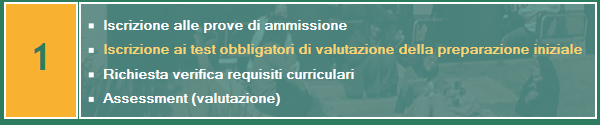 1
Iscrizione alle prove di ammissione
Iscrizione ai test obbligatori di valutazione della preparazione iniziale
Richiesta verifica requisiti curriculari
Assessment (valutazione)